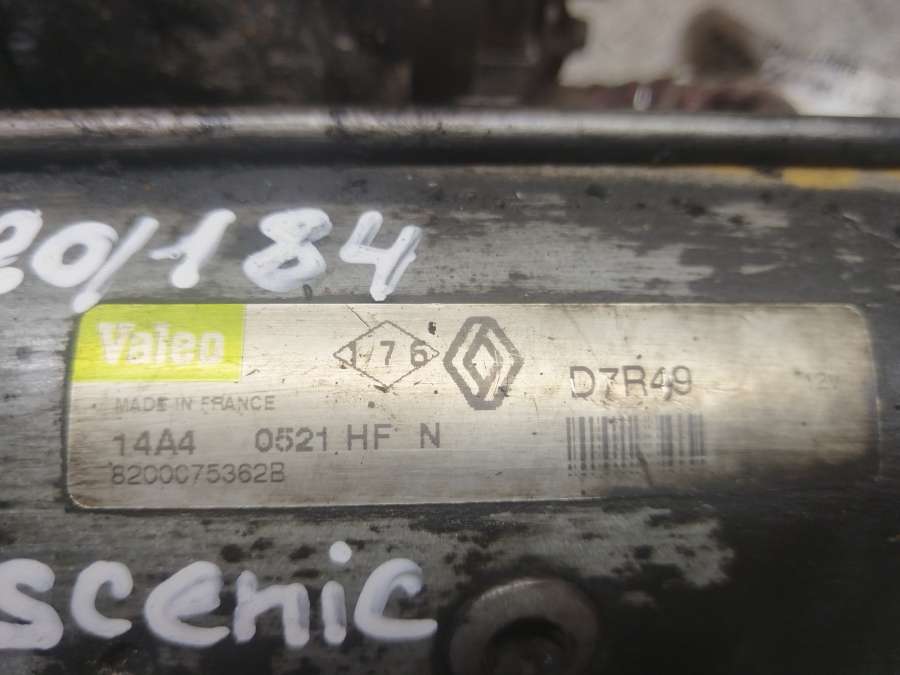 20/184
Valeo
176
D7R49
12V
MADE IN FRANCE
14A4 0521 HF N
8200075362B
scenic